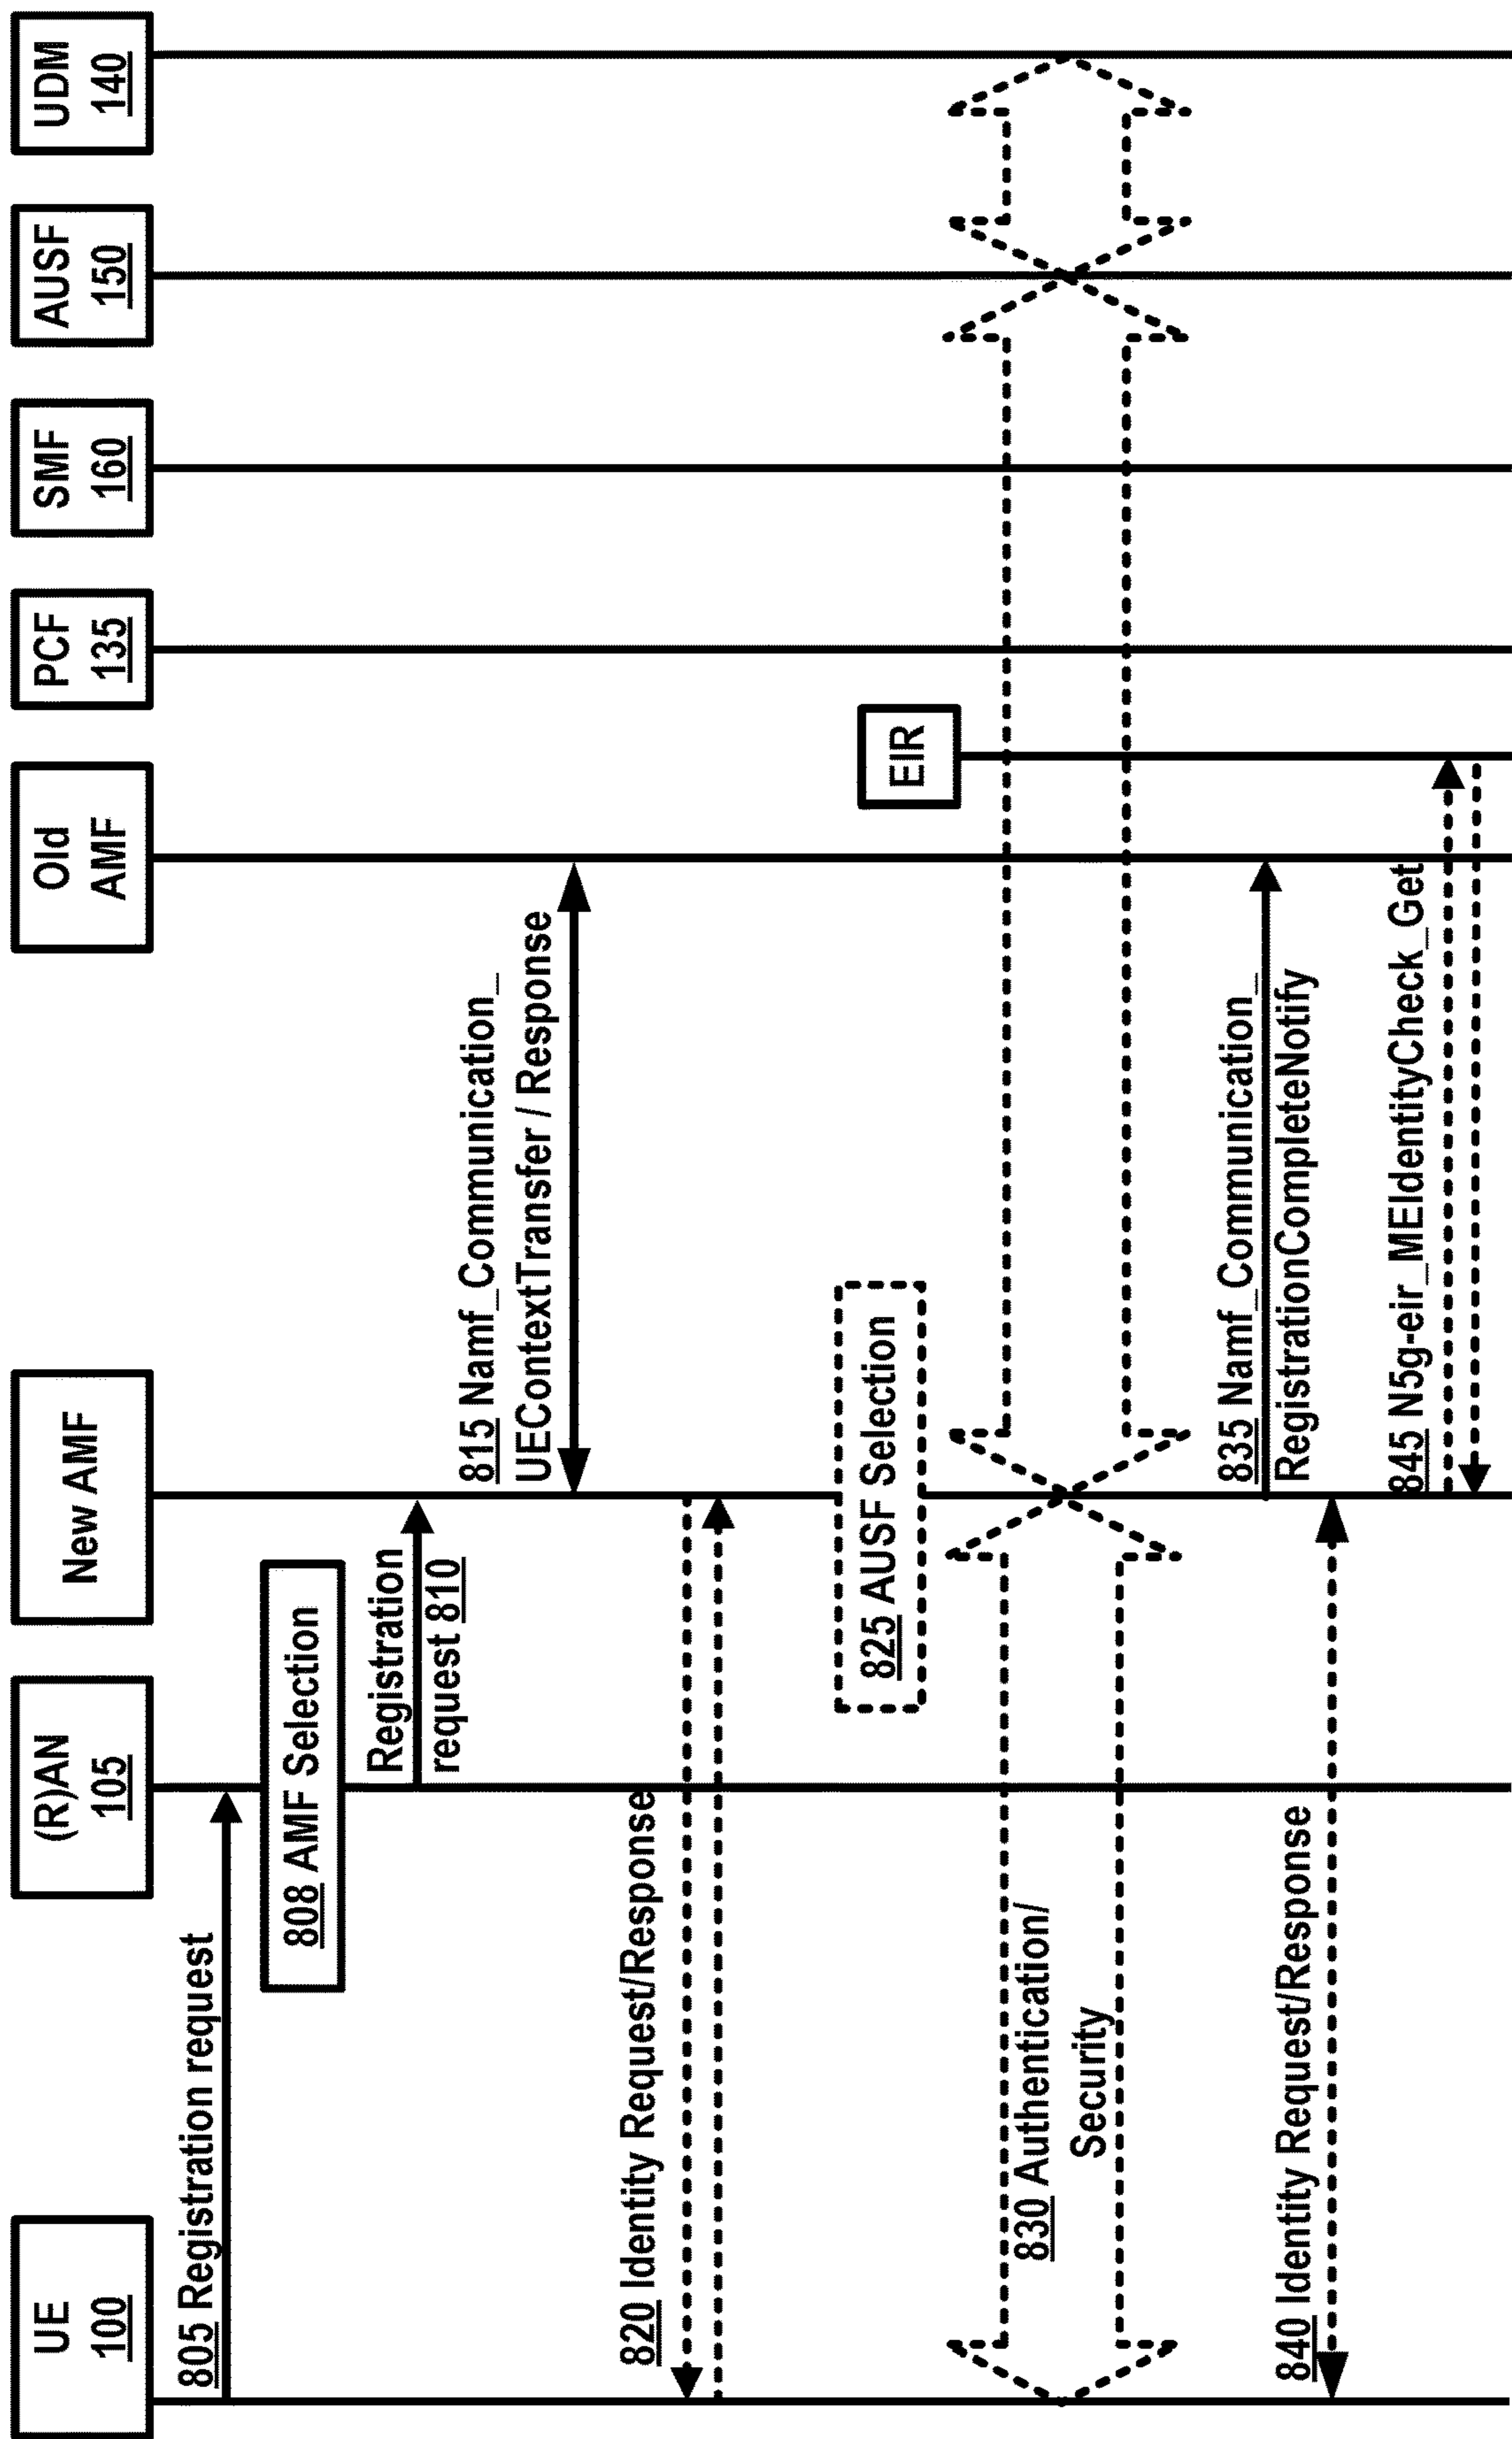 UE
100
(R)AN
105
New AMF
Old
AMF
PCF
135
SMF
160
AUSF
150
UDM
140
805 Registration request
808 AMF Selection
Registration
request 810
815 Namf_Communication_
UEContextTransfer / Response
820 Identity Request/Response
825 AUSF Selection
EIR
830 Authentication/
Security
835 Namf_Communication_
RegistrationCompleteNotify
840 Identity Request/Response
845 N5g-eir_MEIdentityCheck_Get